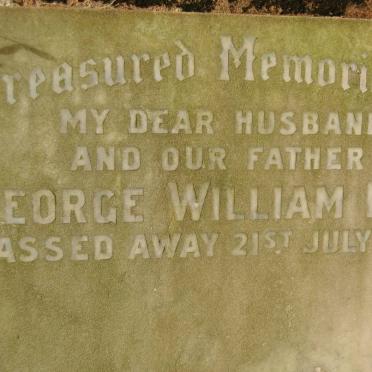 reasured Memori
MY DEAR HUSBAN
AND OUR FATHER
EORGE WILLIAM
ASSED AWAY 21ST JULY